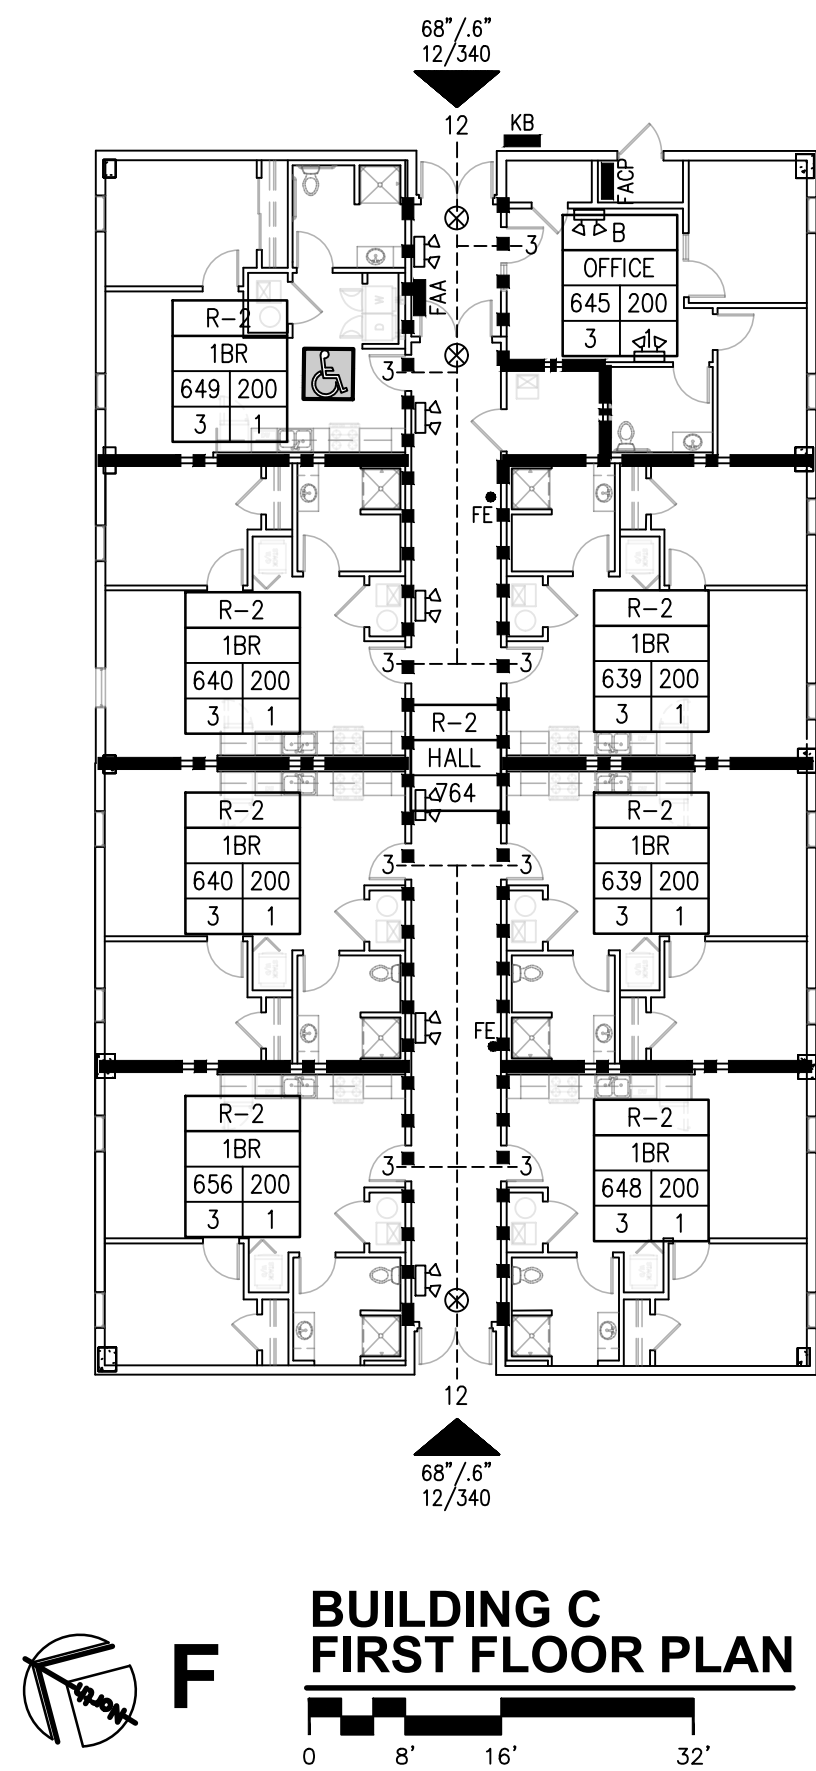 68"/.6"
12/340
12
KB
FACP
B
OFFICE
645 200
3 1
3
FAA
W
D
R-2
1BR
649 200
3 1
3
FE
R-2
1BR
640 200
3 1
R-2
1BR
639 200
3 1
3 3
R-2
HALL
764
R-2
1BR
640 200
3 1
R-2
1BR
639 200
3 1
3 3
FE
R-2
1BR
656 200
3 1
R-2
1BR
648 200
3 1
3 3
12
68"/.6"
12/340
North
F
BUILDING C
FIRST FLOOR PLAN
0 8' 16' 32'